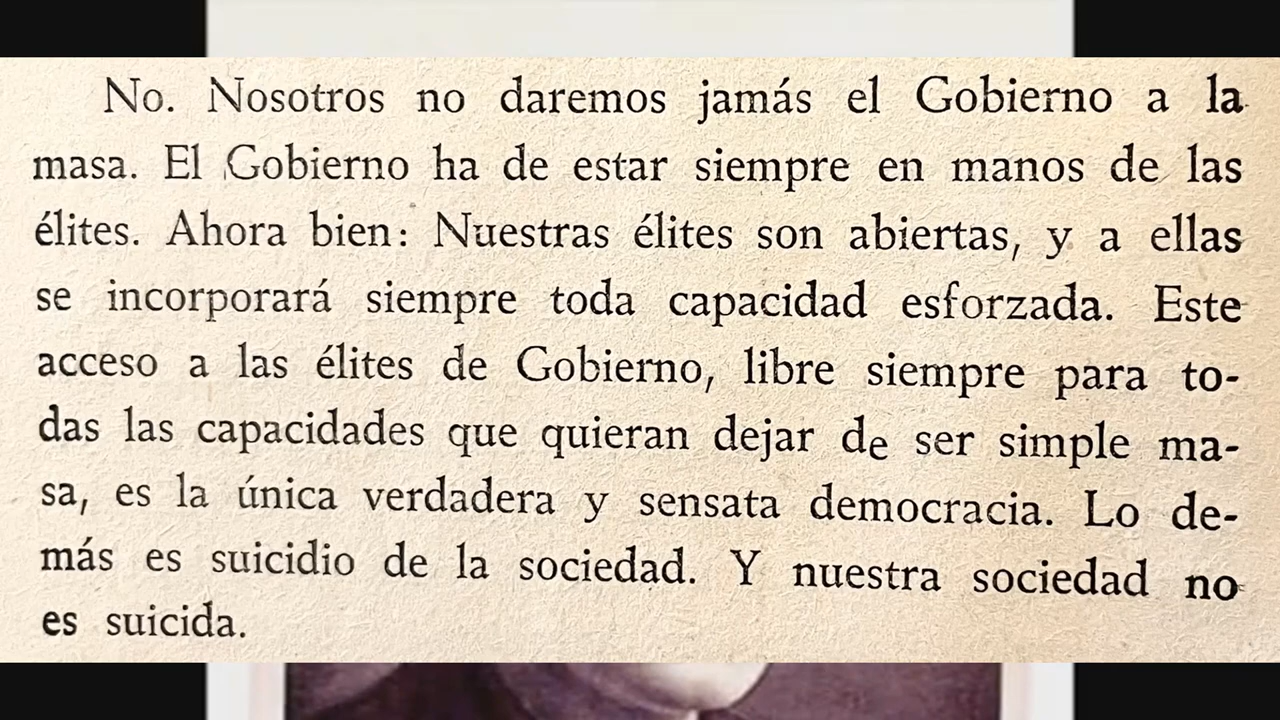 No. Nosotros no daremos jamás el Gobierno a la
masa. El Gobierno ha de estar siempre en manos de las
élites. Ahora bien: Nuestras élites son abiertas, y a ellas
se incorporará siempre toda capacidad esforzada. Este
acceso a las élites de Gobierno, libre siempre para to-
das las capacidades que quieran dejar de ser simple ma-
sa, es la única verdadera y sensata democracia. Lo de-
más es suicidio de la sociedad. Y nuestra sociedad no
es suicida.